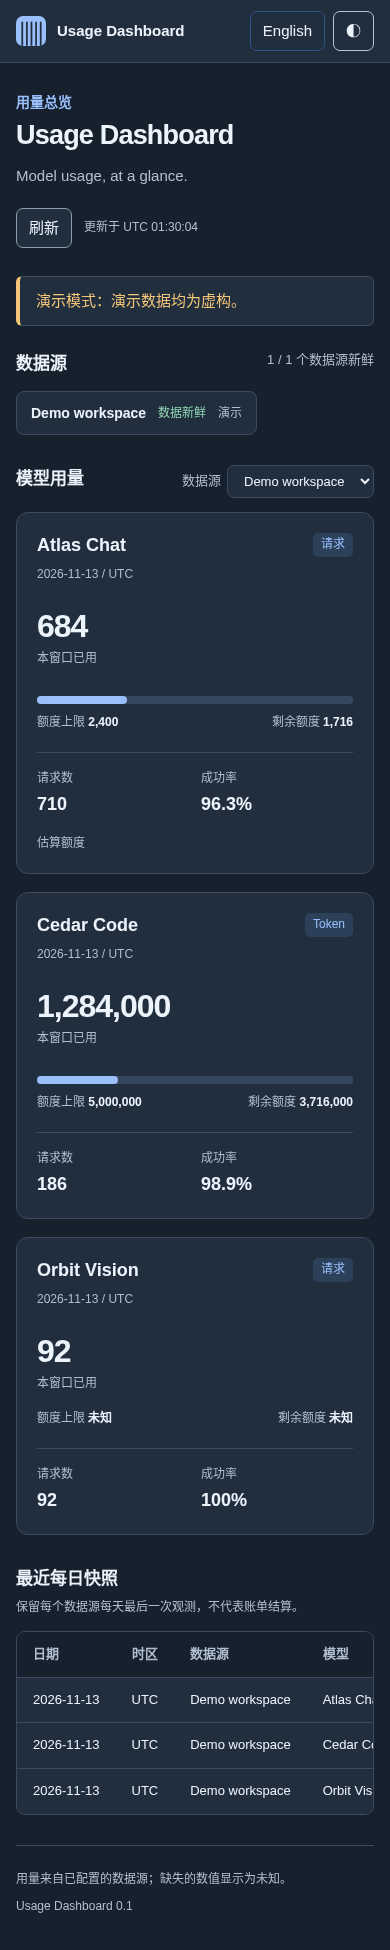 Usage Dashboard English
用量总览
Usage Dashboard
Model usage, at a glance.
刷新 更新于 UTC 01:30:04
演示模式：演示数据均为虚构。
数据源 1 / 1 个数据源新鲜
Demo workspace 数据新鲜 演示
模型用量 数据源 Demo workspace
Atlas Chat 请求
2026-11-13 / UTC
684
本窗口已用
额度上限 2,400 剩余额度 1,716
请求数 成功率
710 96.3%
估算额度
Cedar Code Token
2026-11-13 / UTC
1,284,000
本窗口已用
额度上限 5,000,000 剩余额度 3,716,000
请求数 成功率
186 98.9%
Orbit Vision 请求
2026-11-13 / UTC
92
本窗口已用
额度上限 未知 剩余额度 未知
请求数 成功率
92 100%
最近每日快照
保留每个数据源每天最后一次观测，不代表账单结算。
日期 时区 数据源 模型
2026-11-13 UTC Demo workspace Atlas Cha
2026-11-13 UTC Demo workspace Cedar Co
2026-11-13 UTC Demo workspace Orbit Vis
用量来自已配置的数据源；缺失的数值显示为未知。
Usage Dashboard 0.1